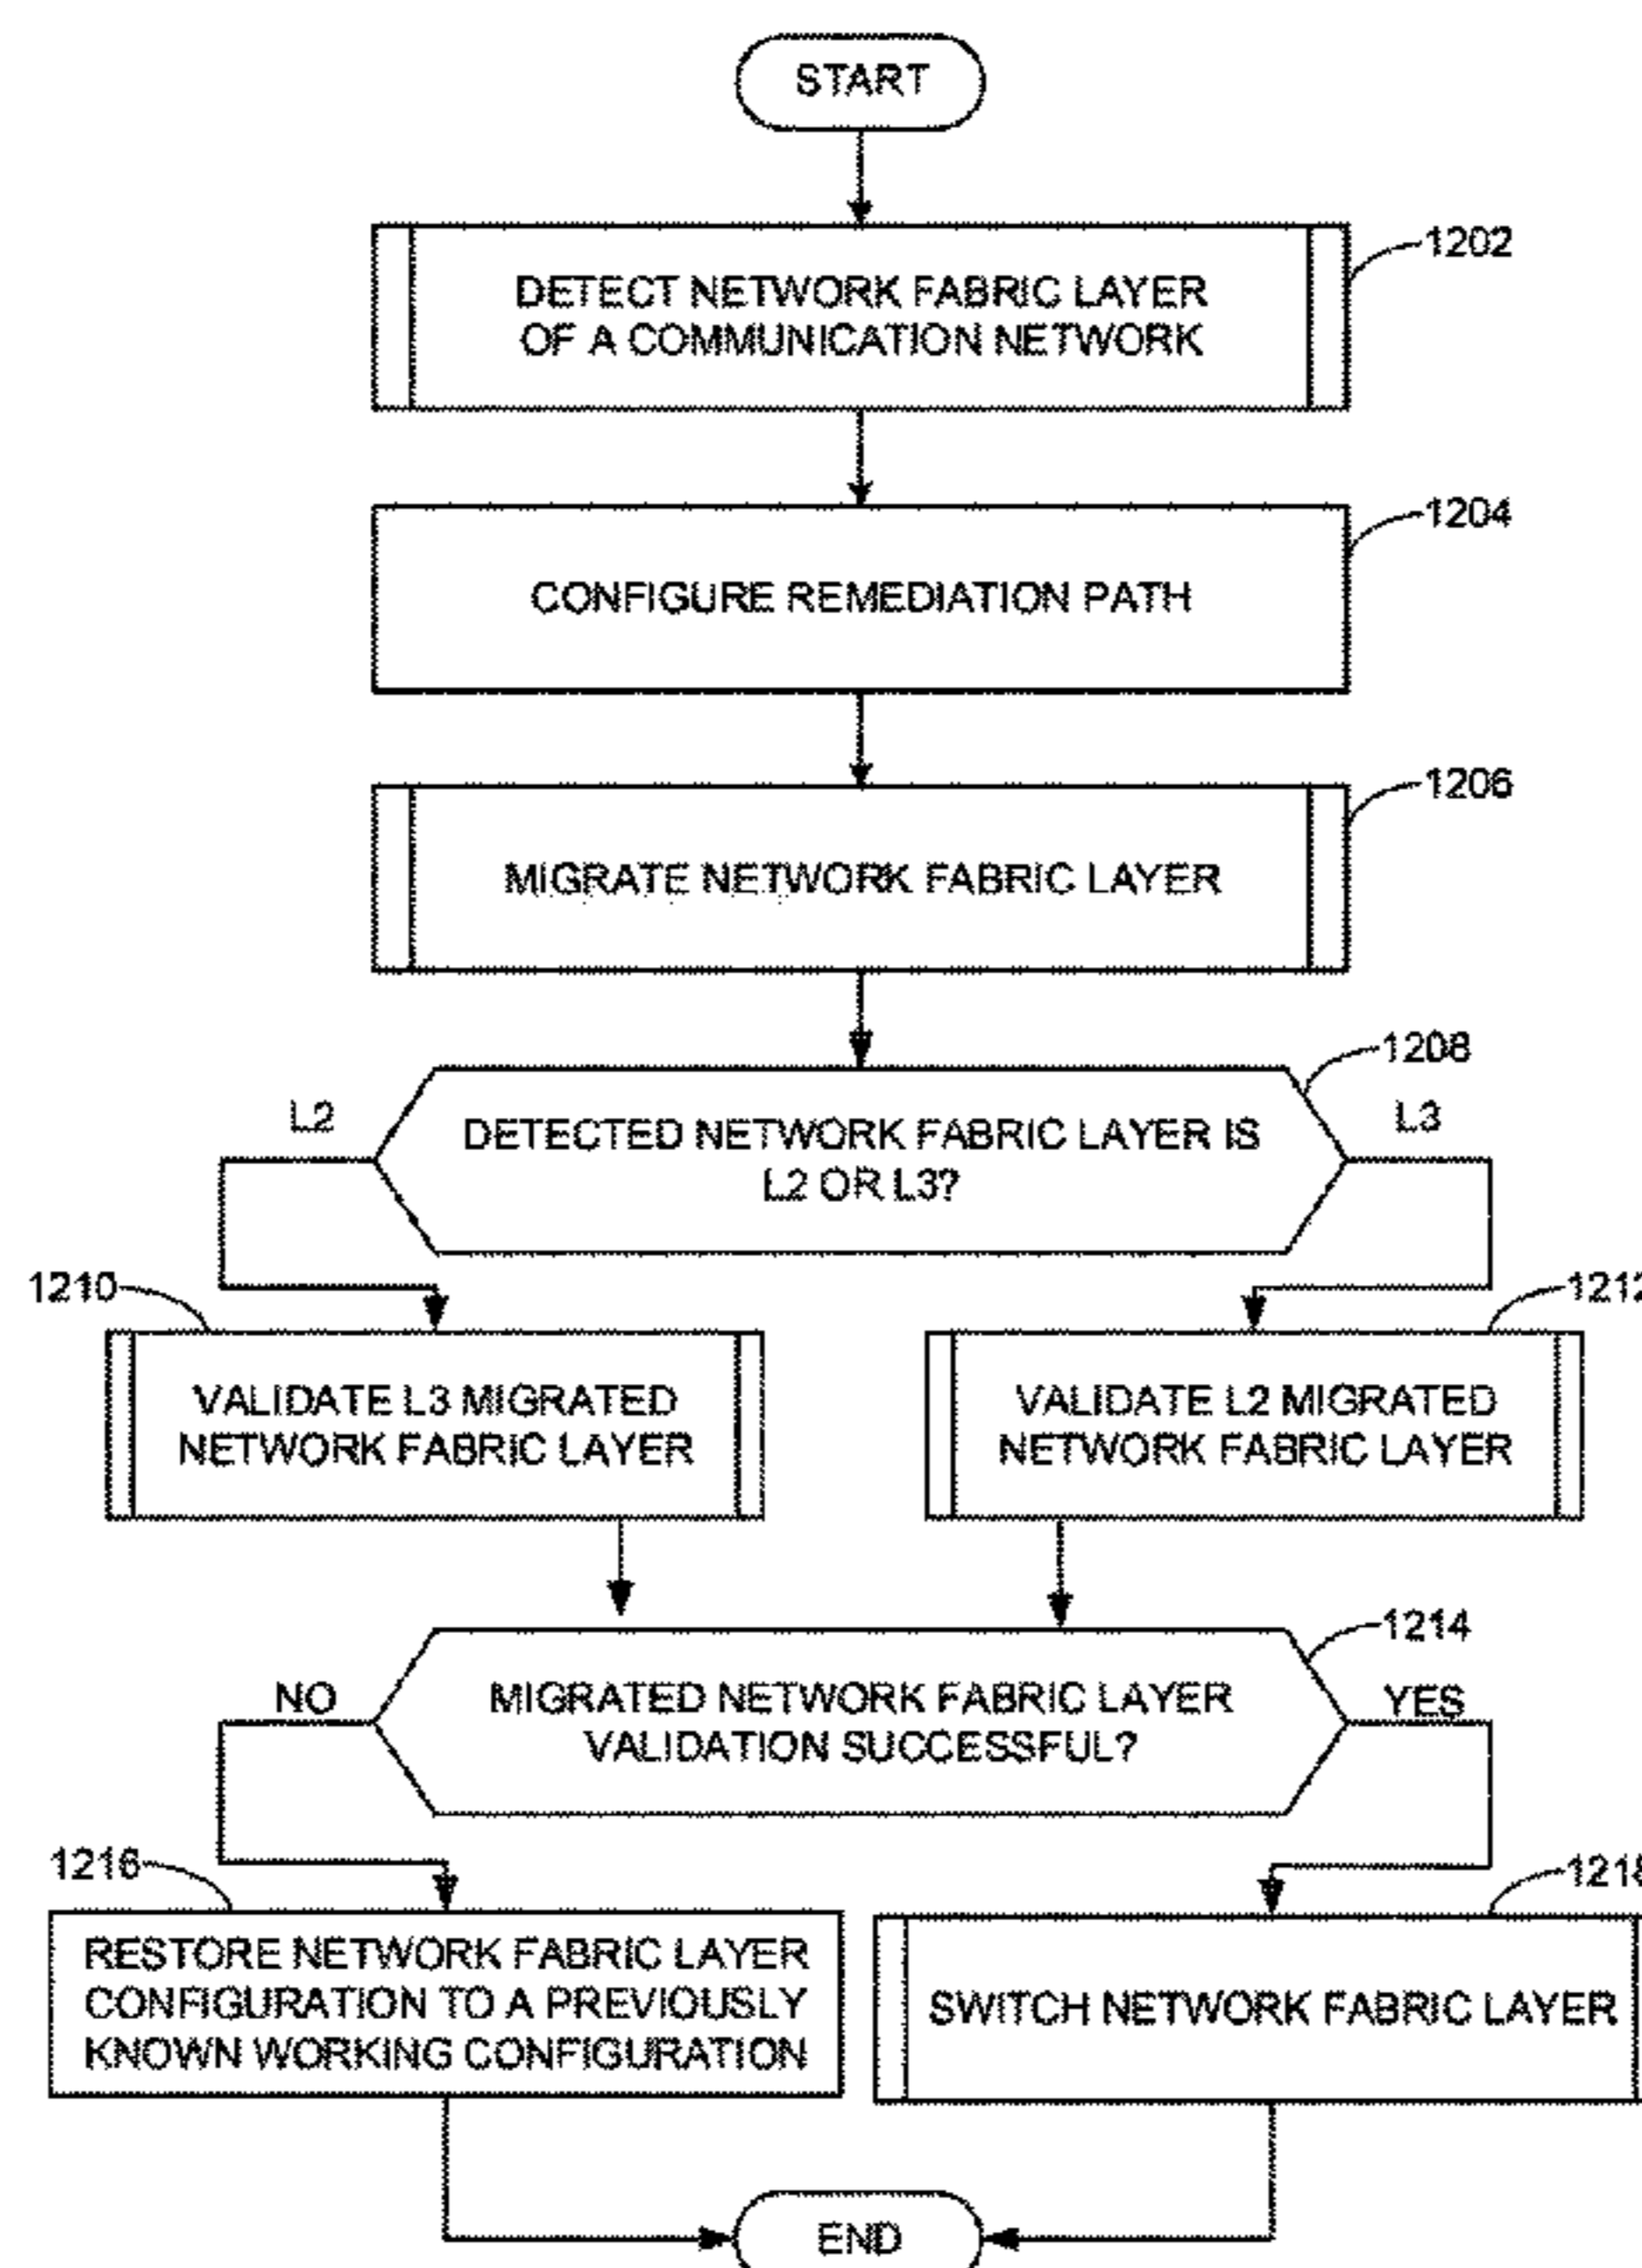 START
1202
DETECT NETWORK FABRIC LAYER
OF A COMMUNICATION NETWORK
1204
CONFIGURE REMEDIATION PATH
1206
MIGRATE NETWORK FABRIC LAYER
1208
L2
L3
DETECTED NETWORK FABRIC LAYER IS
L2 OR L3?
1210
1212
VALIDATE L3 MIGRATED
NETWORK FABRIC LAYER
VALIDATE L2 MIGRATED
NETWORK FABRIC LAYER
1214
NO
YES
MIGRATED NETWORK FABRIC LAYER
VALIDATION SUCCESSFUL?
1216
RESTORE NETWORK FABRIC LAYER
CONFIGURATION TO A PREVIOUSLY
KNOWN WORKING CONFIGURATION
SWITCH NETWORK FABRIC LAYER
END